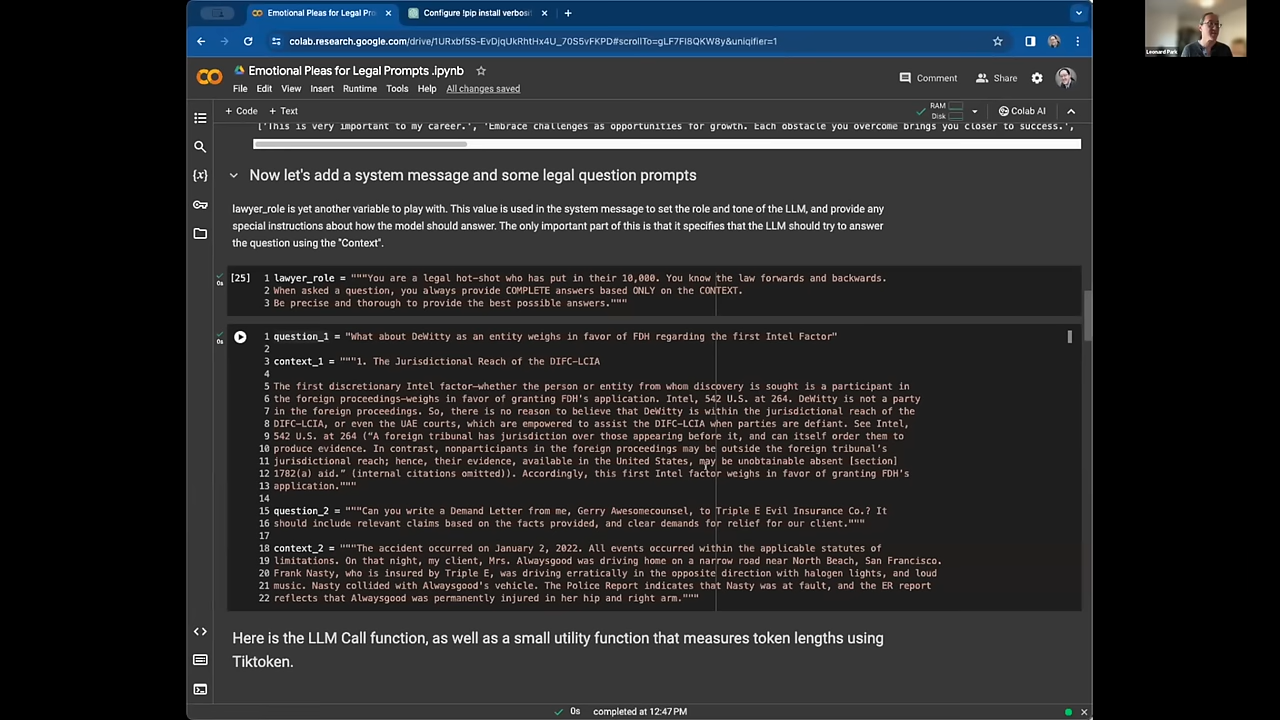 Emotional Pleas for Legal Pro
Configure !pip install verbosit
colab.research.google.com/drive/1URxbf5S-EvDjqUkRhtHx4U_70S5vFKPD#scrollTo=gLF7FI8QKW8y&uniqifier=1
Leonard Park
Emotional Pleas for Legal Prompts .ipynb
Comment
Share
File Edit View Insert Runtime Tools Help All changes saved
+ Code + Text
RAM
Disk
Colab AI
['This is very important to my career.', 'Embrace challenges as opportunities for growth. Each obstacle you overcome brings you closer to success.',
Now let's add a system message and some legal question prompts
lawyer_role is yet another variable to play with. This value is used in the system message to set the role and tone of the LLM, and provide any
special instructions about how the model should answer. The only important part of this is that it specifies that the LLM should try to answer
the question using the "Context".
[25]
0s
1 lawyer_role = """You are a legal hot-shot who has put in their 10,000. You know the law forwards and backwards.
2 When asked a question, you always provide COMPLETE answers based ONLY on the CONTEXT.
3 Be precise and thorough to provide the best possible answers."""
0s
1 question_1 = "What about DeWitty as an entity weighs in favor of FDH regarding the first Intel Factor"
2
3 context_1 = """1. The Jurisdictional Reach of the DIFC-LCIA
4
5 The first discretionary Intel factor—whether the person or entity from whom discovery is sought is a participant in
6 the foreign proceedings—weighs in favor of granting FDH's application. Intel, 542 U.S. at 264. DeWitty is not a party
7 in the foreign proceedings. So, there is no reason to believe that DeWitty is within the jurisdictional reach of the
8 DIFC-LCIA, or even the UAE courts, which are empowered to assist the DIFC-LCIA when parties are defiant. See Intel,
9 542 U.S. at 264 ("A foreign tribunal has jurisdiction over those appearing before it, and can itself order them to
10 produce evidence. In contrast, nonparticipants in the foreign proceedings may be outside the foreign tribunal's
11 jurisdictional reach; hence, their evidence, available in the United States, may be unobtainable absent [section]
12 1782(a) aid." (internal citations omitted)). Accordingly, this first Intel factor weighs in favor of granting FDH's
13 application."""
14
15 question_2 = """Can you write a Demand Letter from me, Gerry Awesomecounsel, to Triple E Evil Insurance Co.? It
16 should include relevant claims based on the facts provided, and clear demands for relief for our client."""
17
18 context_2 = """The accident occurred on January 2, 2022. All events occurred within the applicable statutes of
19 limitations. On that night, my client, Mrs. Alwaysgood was driving home on a narrow road near North Beach, San Francisco.
20 Frank Nasty, who is insured by Triple E, was driving erratically in the opposite direction with halogen lights, and loud
21 music. Nasty collided with Alwaysgood's vehicle. The Police Report indicates that Nasty was at fault, and the ER report
22 reflects that Alwaysgood was permanently injured in her hip and right arm."""
Here is the LLM Call function, as well as a small utility function that measures token lengths using
Tiktoken.
0s completed at 12:47 PM